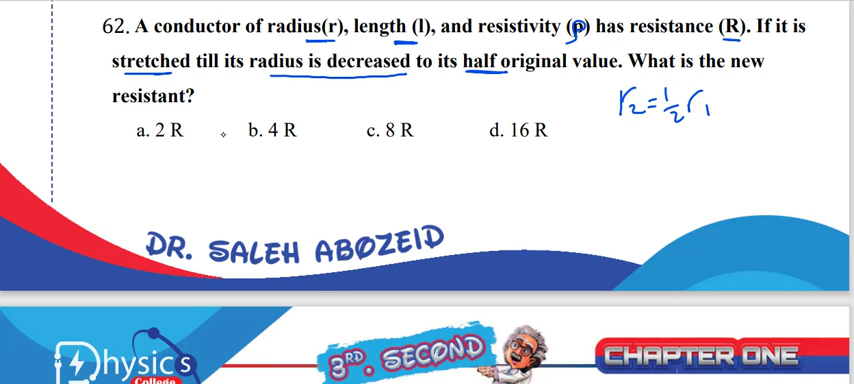 62. A conductor of radius(r), length (l), and resistivity (ρ) has resistance (R). If it is
stretched till its radius is decreased to its half original value. What is the new
resistant?
r₂ = ½ r₁
a. 2 R b. 4 R c. 8 R d. 16 R
DR. SALEH ABOZEID
Physics
College
3RD. SECOND
CHAPTER ONE